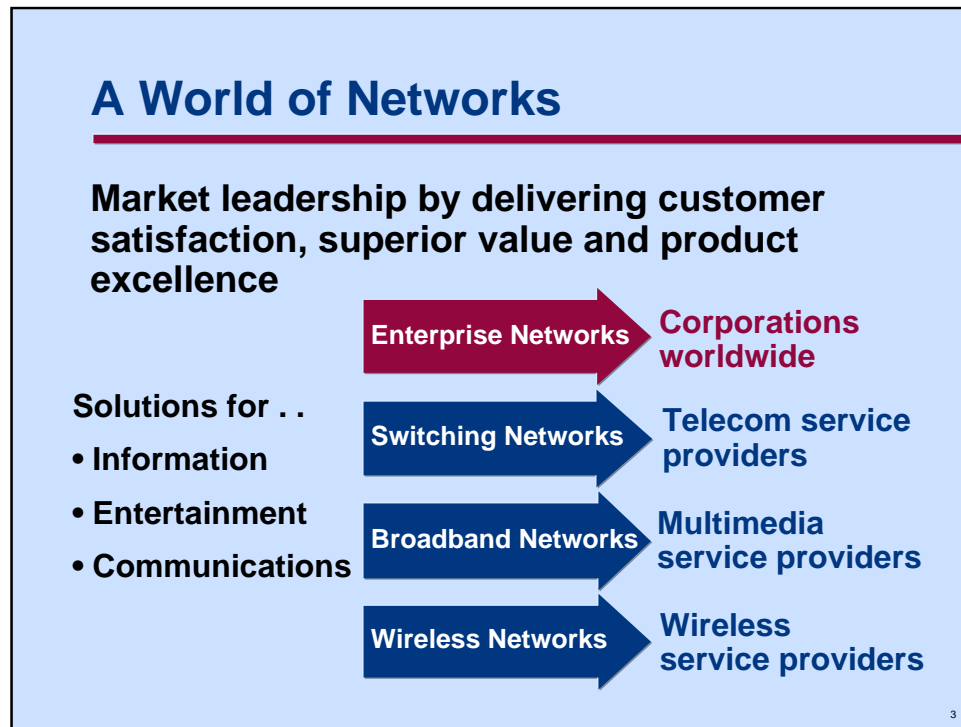 A World of Networks
Market leadership by delivering customer
satisfaction, superior value and product
excellence
Solutions for . .
• Information
• Entertainment
• Communications
Enterprise Networks
Corporations
worldwide
Switching Networks
Telecom service
providers
Broadband Networks
Multimedia
service providers
Wireless Networks
Wireless
service providers
3